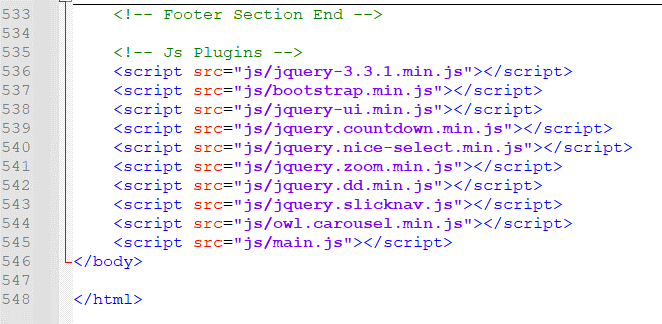 533 <!-- Footer Section End -->
534
535 <!-- Js Plugins -->
536 <script src="js/jquery-3.3.1.min.js"></script>
537 <script src="js/bootstrap.min.js"></script>
538 <script src="js/jquery-ui.min.js"></script>
539 <script src="js/jquery.countdown.min.js"></script>
540 <script src="js/jquery.nice-select.min.js"></script>
541 <script src="js/jquery.zoom.min.js"></script>
542 <script src="js/jquery.dd.min.js"></script>
543 <script src="js/jquery.slicknav.js"></script>
544 <script src="js/owl.carousel.min.js"></script>
545 <script src="js/main.js"></script>
546 </body>
547
548 </html>